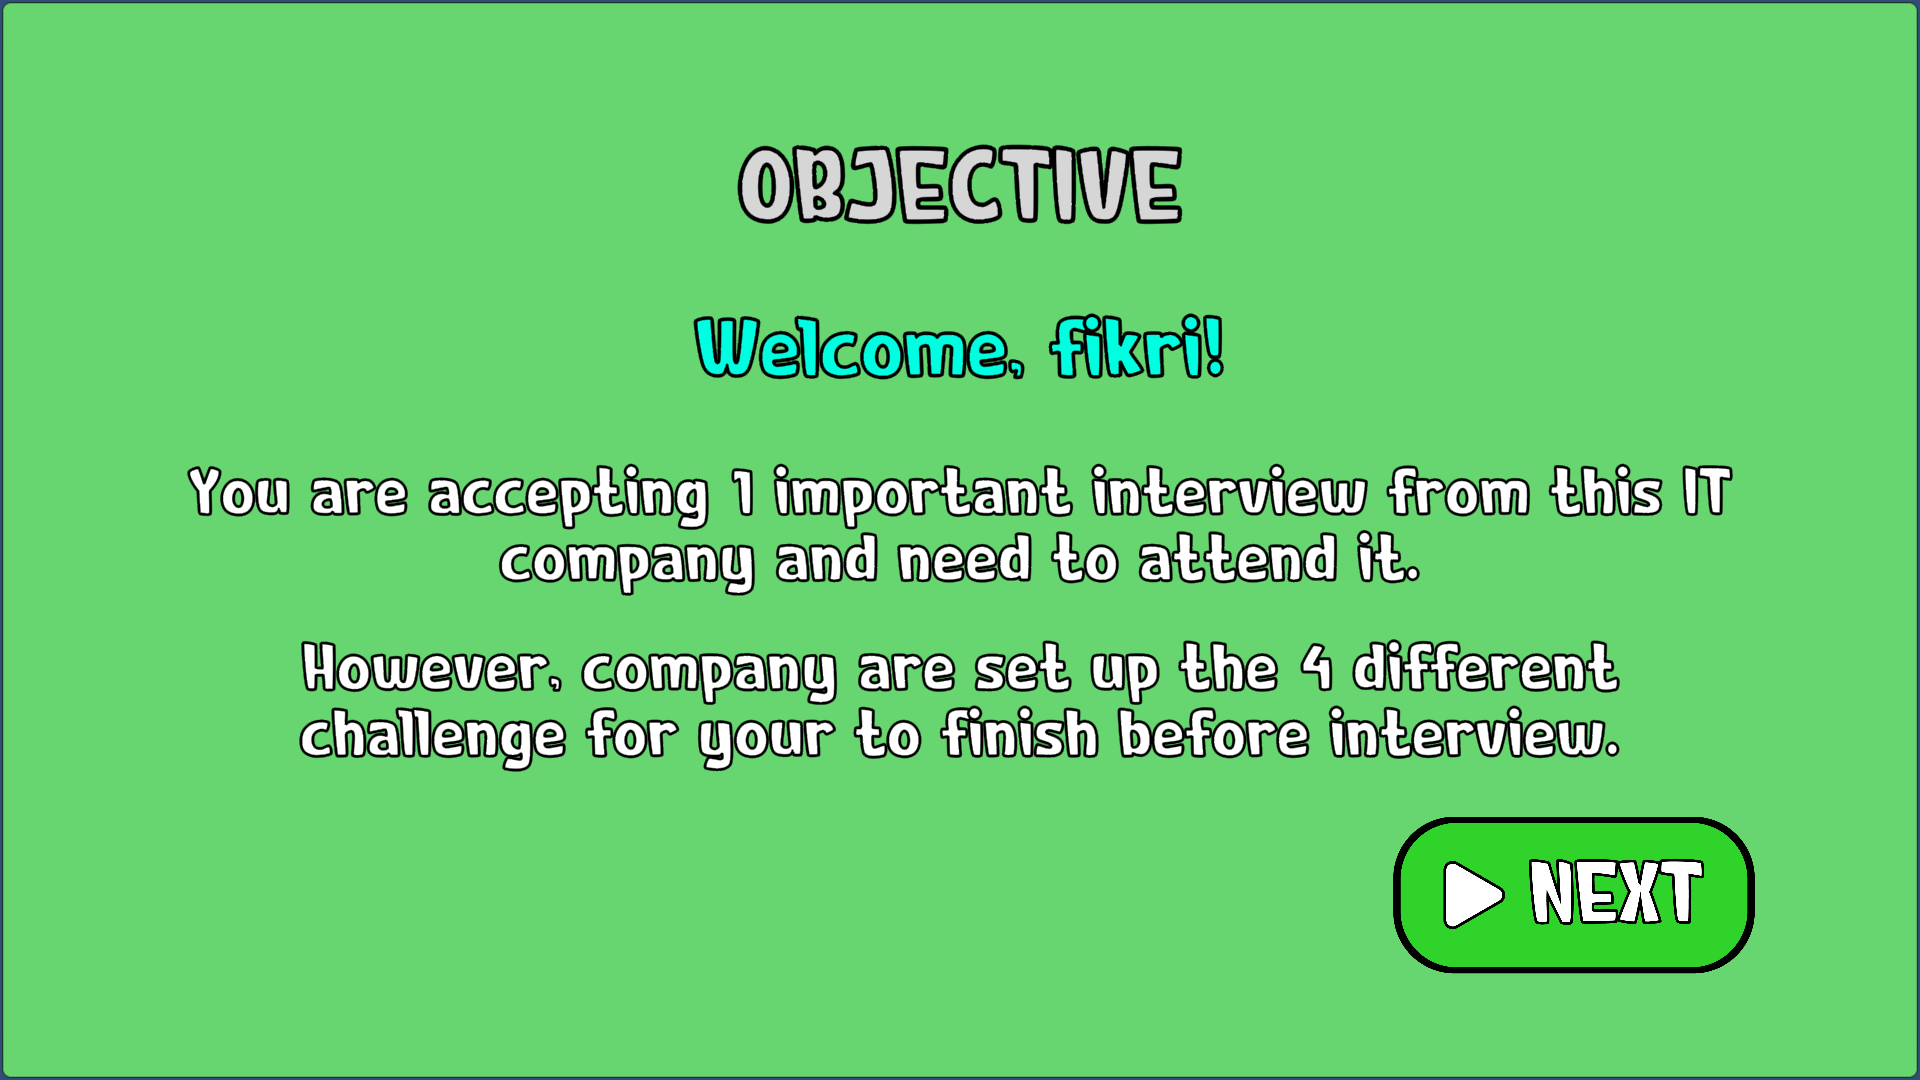 OBJECTIVE
Welcome, fikri!
You are accepting 1 important interview from this IT
company and need to attend it.
However, company are set up the 4 different
challenge for your to finish before interview.
NEXT